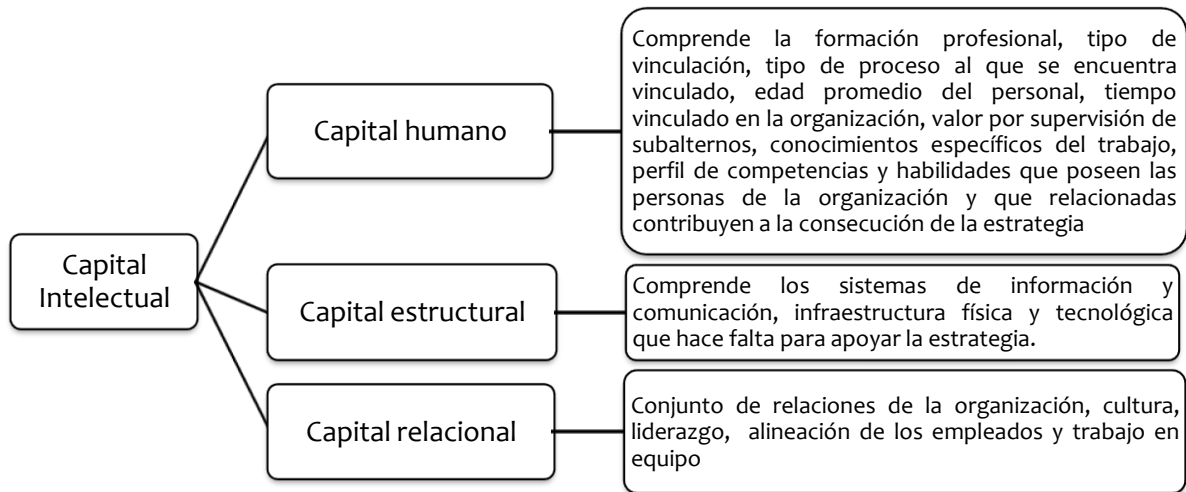 Capital
Intelectual
Capital humano
Comprende la formación profesional, tipo de
vinculación, tipo de proceso al que se encuentra
vinculado, edad promedio del personal, tiempo
vinculado en la organización, valor por supervisión de
subalternos, conocimientos específicos del trabajo,
perfil de competencias y habilidades que poseen las
personas de la organización y que relacionadas
contribuyen a la consecución de la estrategia
Capital estructural
Comprende los sistemas de información y
comunicación, infraestructura física y tecnológica
que hace falta para apoyar la estrategia.
Capital relacional
Conjunto de relaciones de la organización, cultura,
liderazgo, alineación de los empleados y trabajo en
equipo